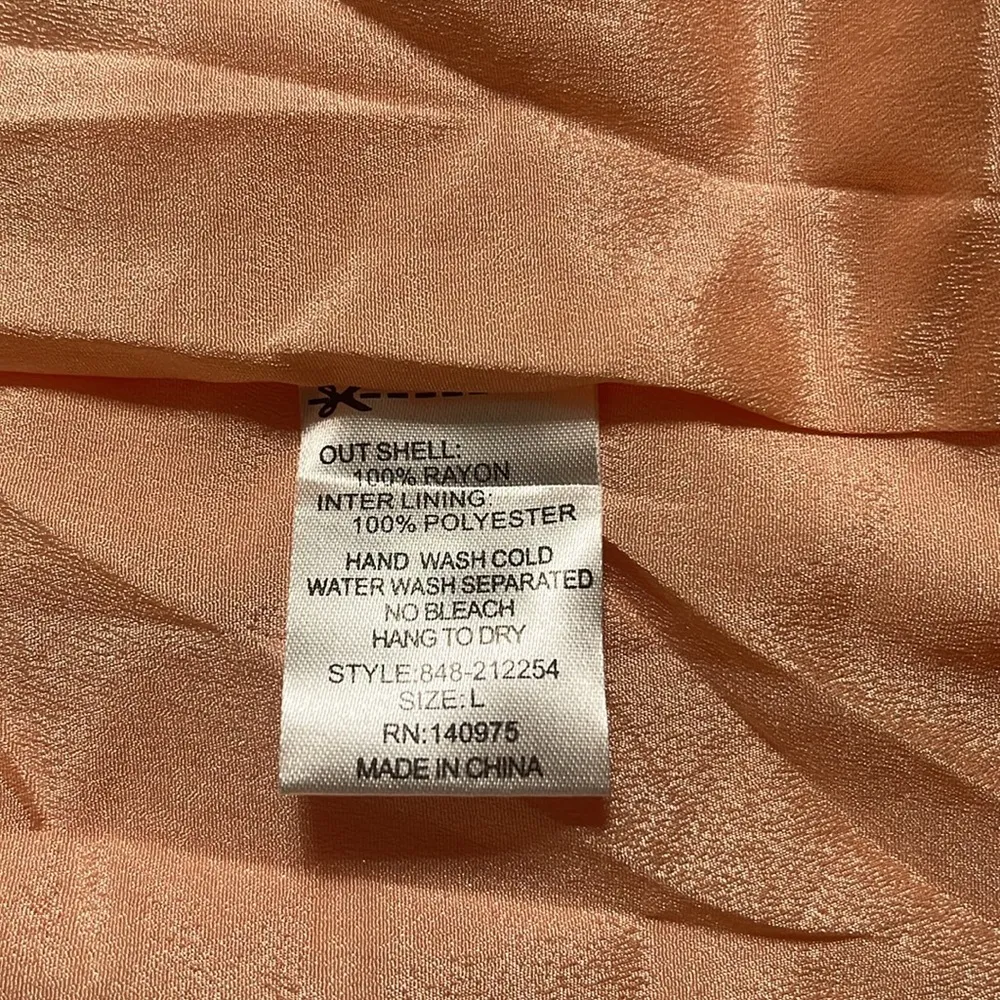 OUT SHELL:
100% RAYON
INTER LINING:
100% POLYESTER
HAND WASH COLD
WATER WASH SEPARATED
NO BLEACH
HANG TO DRY
STYLE:848-212254
SIZE:L
RN:140975
MADE IN CHINA